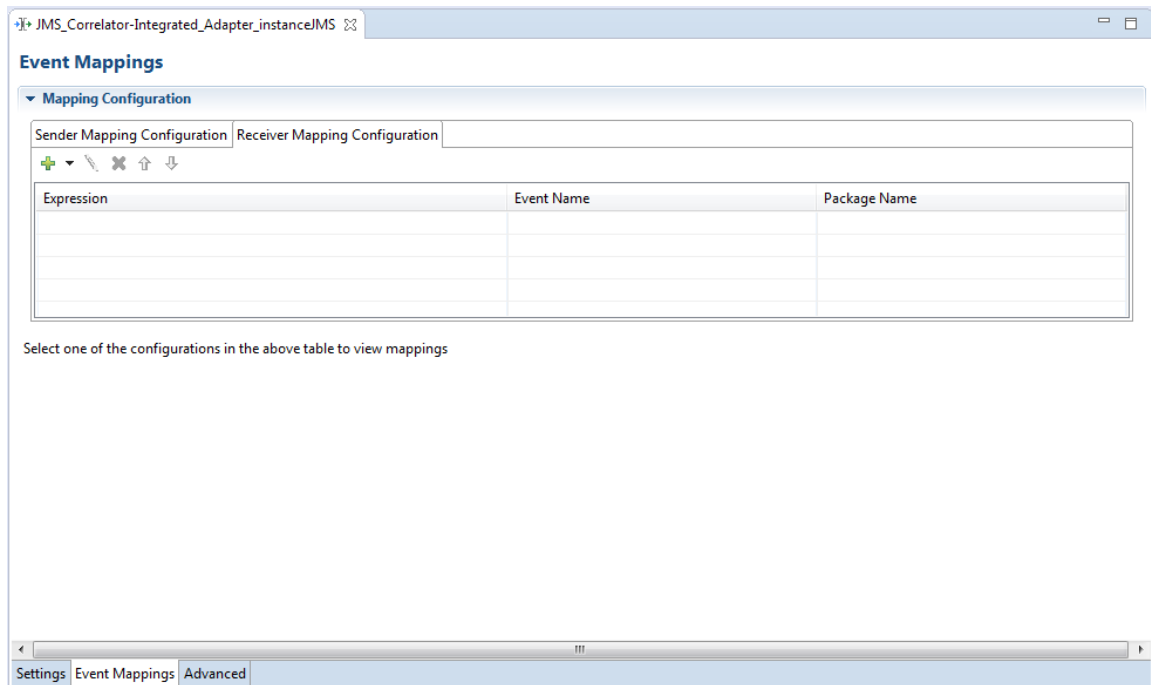 JMS_Correlator-Integrated_Adapter_instanceJMS
Event Mappings
Mapping Configuration
Sender Mapping Configuration Receiver Mapping Configuration
Expression Event Name Package Name
Select one of the configurations in the above table to view mappings
Settings Event Mappings Advanced